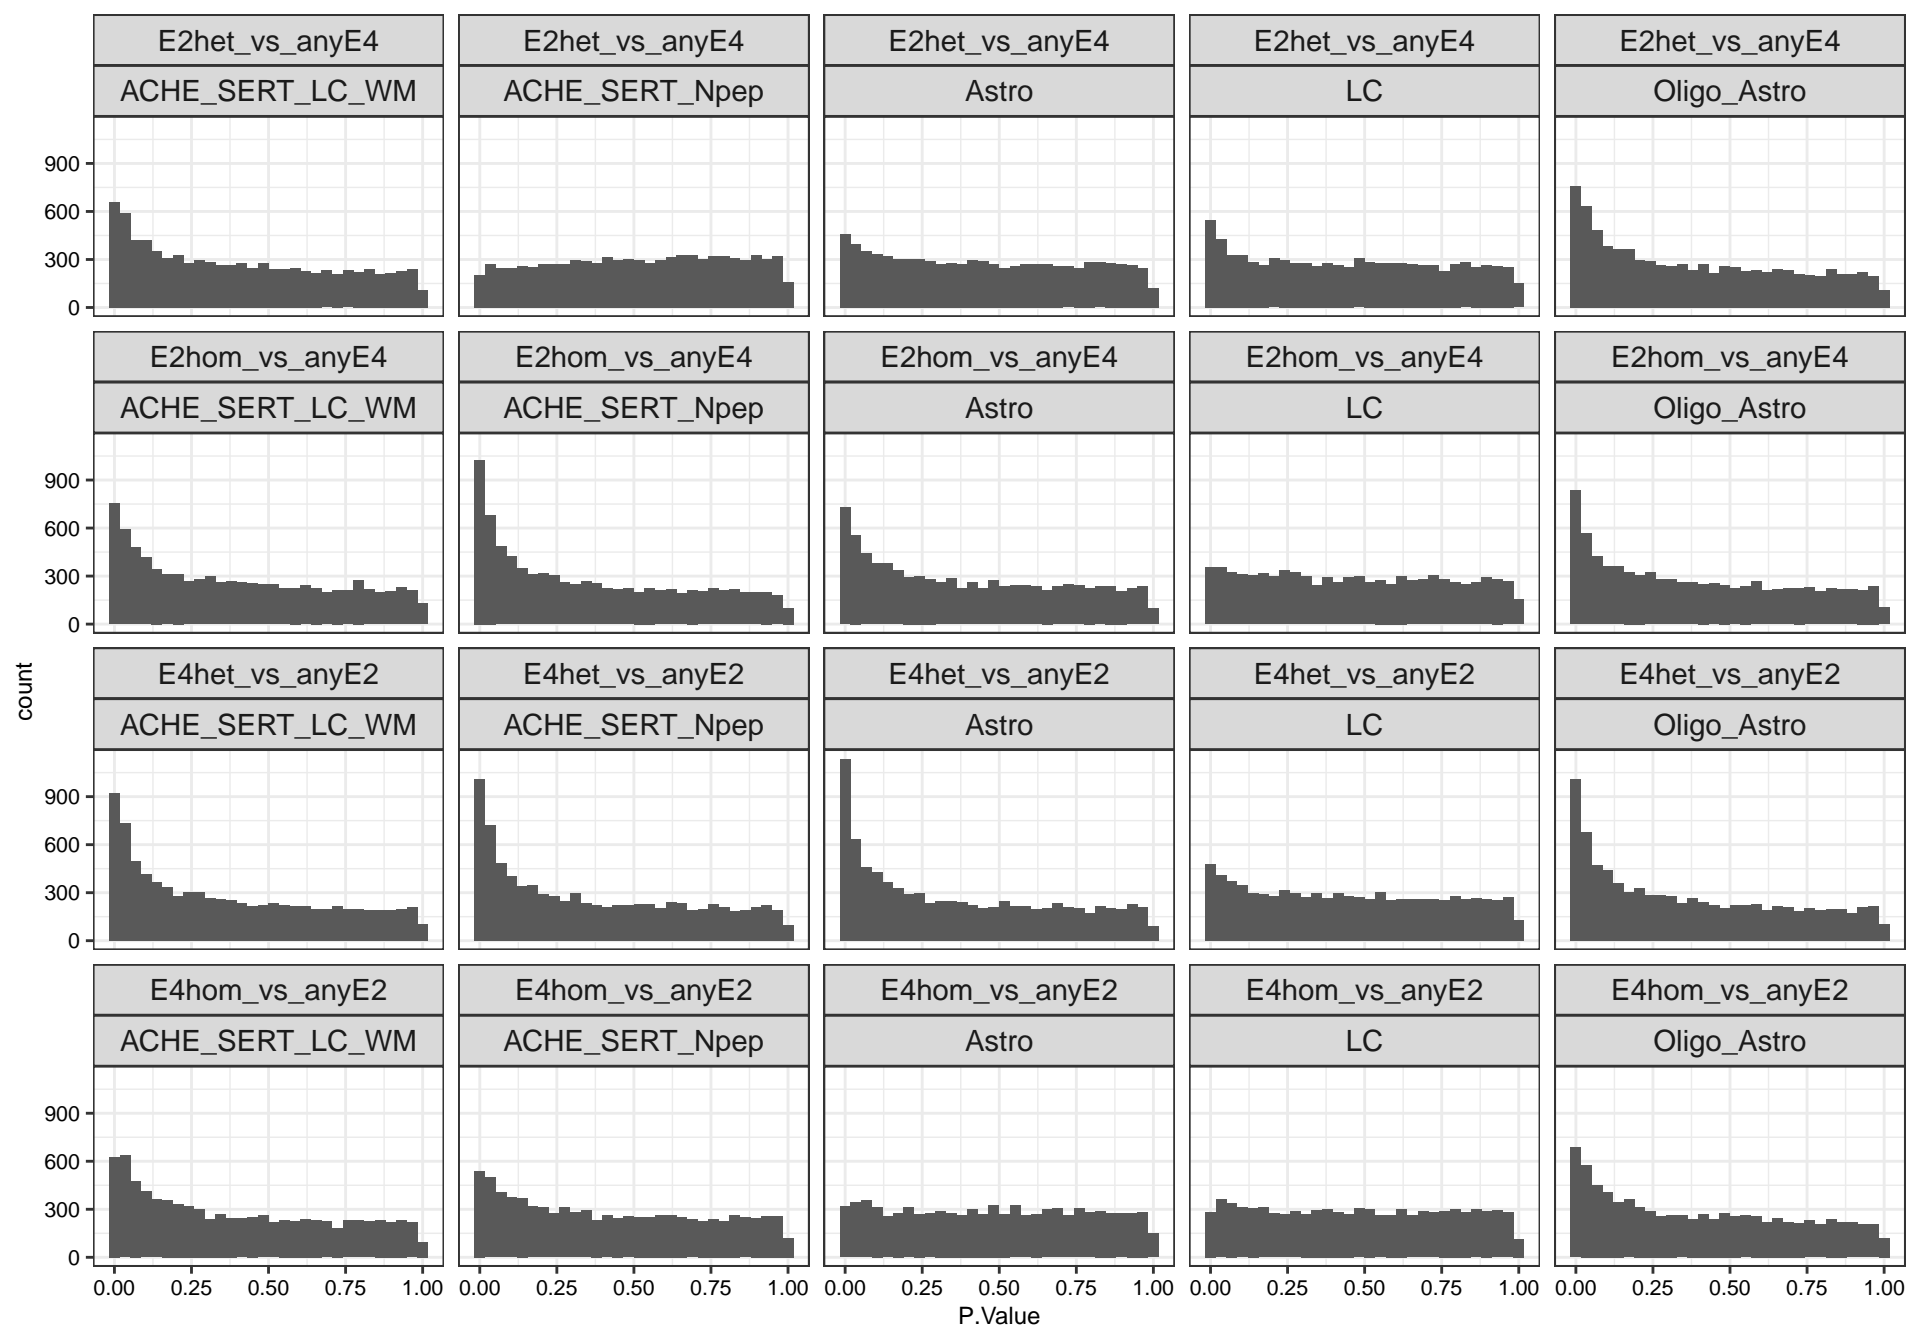 E2het_vs_anyE4 E2het_vs_anyE4 E2het_vs_anyE4 E2het_vs_anyE4 E2het_vs_anyE4
ACHE_SERT_LC_WM ACHE_SERT_Npep Astro LC Oligo_Astro
900
600
300
0
E2hom_vs_anyE4 E2hom_vs_anyE4 E2hom_vs_anyE4 E2hom_vs_anyE4 E2hom_vs_anyE4
ACHE_SERT_LC_WM ACHE_SERT_Npep Astro LC Oligo_Astro
900
600
300
0
count
E4het_vs_anyE2 E4het_vs_anyE2 E4het_vs_anyE2 E4het_vs_anyE2 E4het_vs_anyE2
ACHE_SERT_LC_WM ACHE_SERT_Npep Astro LC Oligo_Astro
900
600
300
0
E4hom_vs_anyE2 E4hom_vs_anyE2 E4hom_vs_anyE2 E4hom_vs_anyE2 E4hom_vs_anyE2
ACHE_SERT_LC_WM ACHE_SERT_Npep Astro LC Oligo_Astro
900
600
300
0
0.00 0.25 0.50 0.75 1.00 0.00 0.25 0.50 0.75 1.00 0.00 0.25 0.50 0.75 1.00 0.00 0.25 0.50 0.75 1.00 0.00 0.25 0.50 0.75 1.00
P.Value